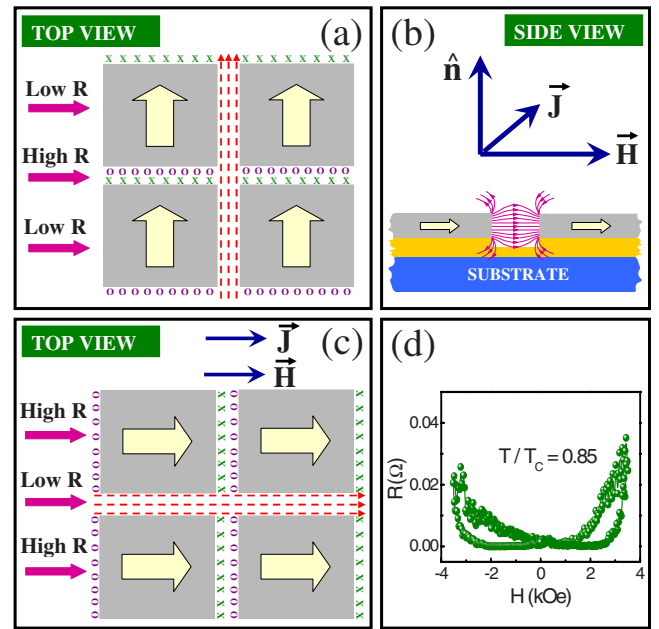 TOP VIEW
(a)
Low R
High R
Low R
(b)
SIDE VIEW
n̂
J⃗
H⃗
SUBSTRATE
TOP VIEW
J⃗
H⃗
(c)
High R
Low R
High R
(d)
R(Ω)
0.04
0.02
0.00
T / T_C = 0.85
-4 -2 0 2 4
H (kOe)